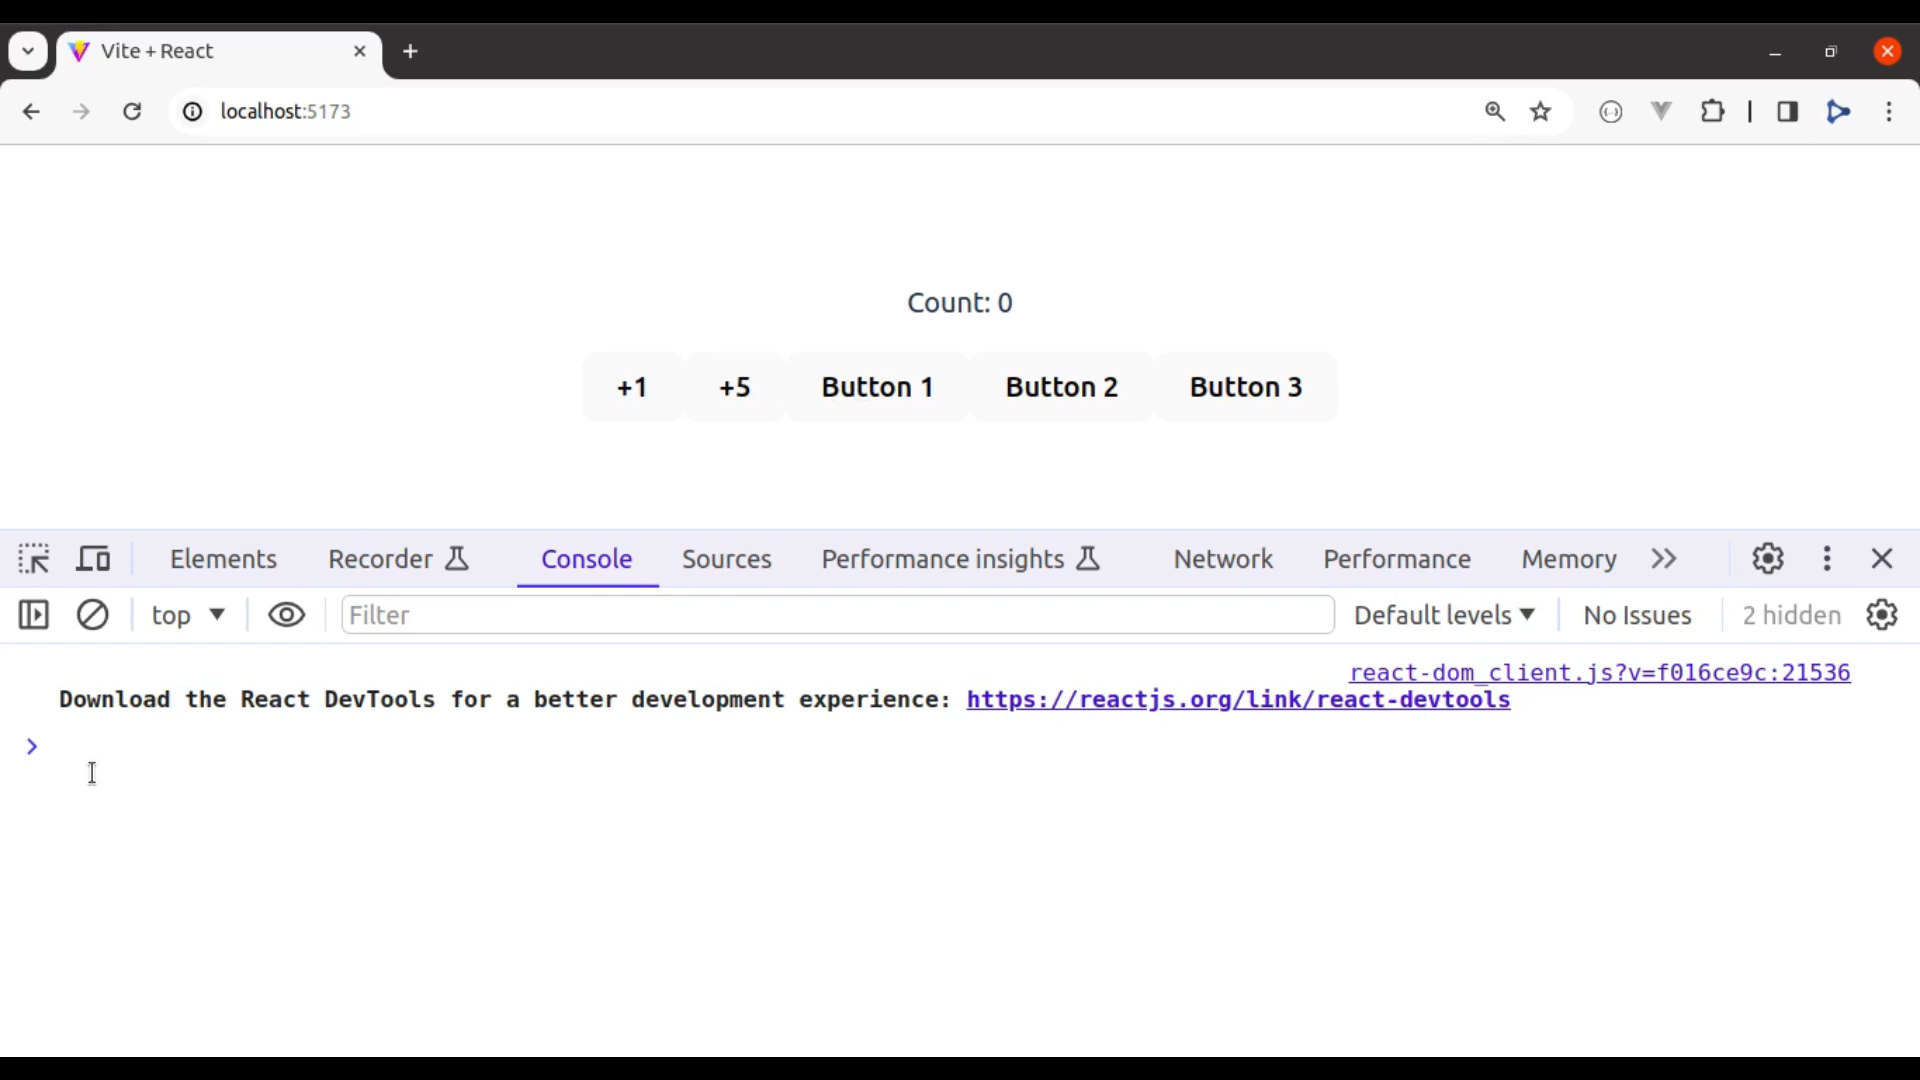 Vite + React
localhost:5173
Count: 0
+1 +5 Button 1 Button 2 Button 3
Elements Recorder Console Sources Performance insights Network Performance Memory
top Filter Default levels No Issues 2 hidden
react-dom_client.js?v=f016ce9c:21536
Download the React DevTools for a better development experience: https://reactjs.org/link/react-devtools